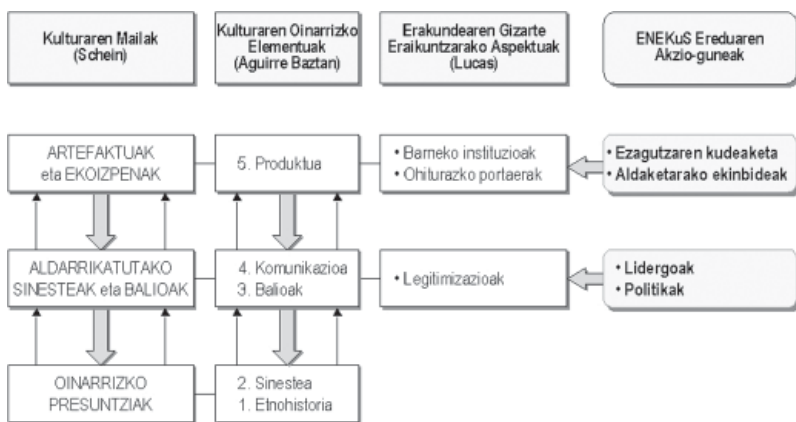 Kulturaren Mailak
(Schein)
Kulturaren Oinarrizko
Elementuak
(Aguirre Baztan)
Erakundearen Gizarte
Eraikuntzarako Aspektuak
(Lucas)
ENEKuS Ereduaren
Akzio-guneak
ARTEFAKTUAK
eta EKOIZPENAK
5. Produktua
• Barneko instituzioak
• Ohiturazko portaerak
• Ezagutzaren kudeaketa
• Aldaketarako ekinbideak
ALDARRIKATUTAKO
SINESTEAK eta BALIOAK
4. Komunikazioa
3. Balioak
• Legitimizazioak
• Lidergoak
• Politikak
OINARRIZKO
PRESUNTZIAK
2. Sinestea
1. Etnohistoria